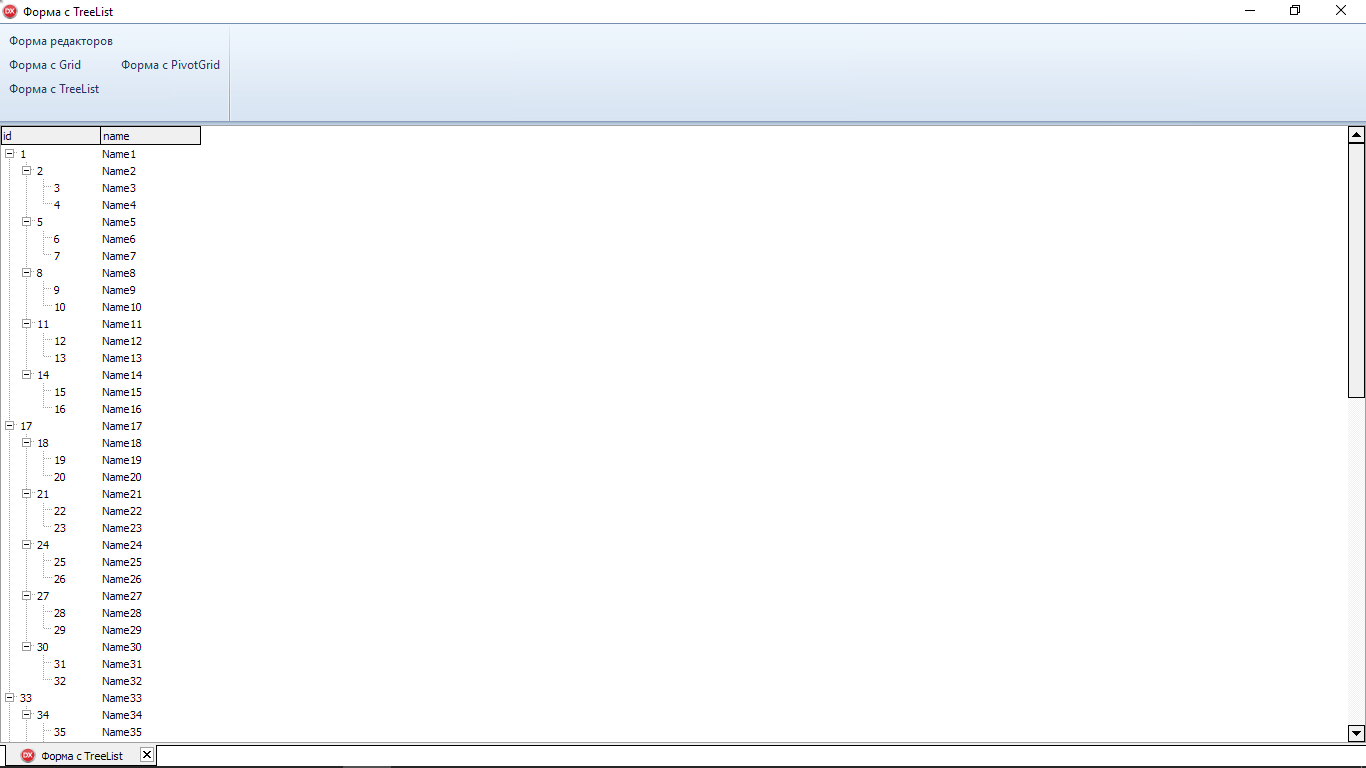 DX Форма с TreeList
Форма редакторов
Форма с Grid Форма с PivotGrid
Форма с TreeList
id name
1 Name1
2 Name2
3 Name3
4 Name4
5 Name5
6 Name6
7 Name7
8 Name8
9 Name9
10 Name10
11 Name11
12 Name12
13 Name13
14 Name14
15 Name15
16 Name16
17 Name17
18 Name18
19 Name19
20 Name20
21 Name21
22 Name22
23 Name23
24 Name24
25 Name25
26 Name26
27 Name27
28 Name28
29 Name29
30 Name30
31 Name31
32 Name32
33 Name33
34 Name34
35 Name35
DX Форма с TreeList